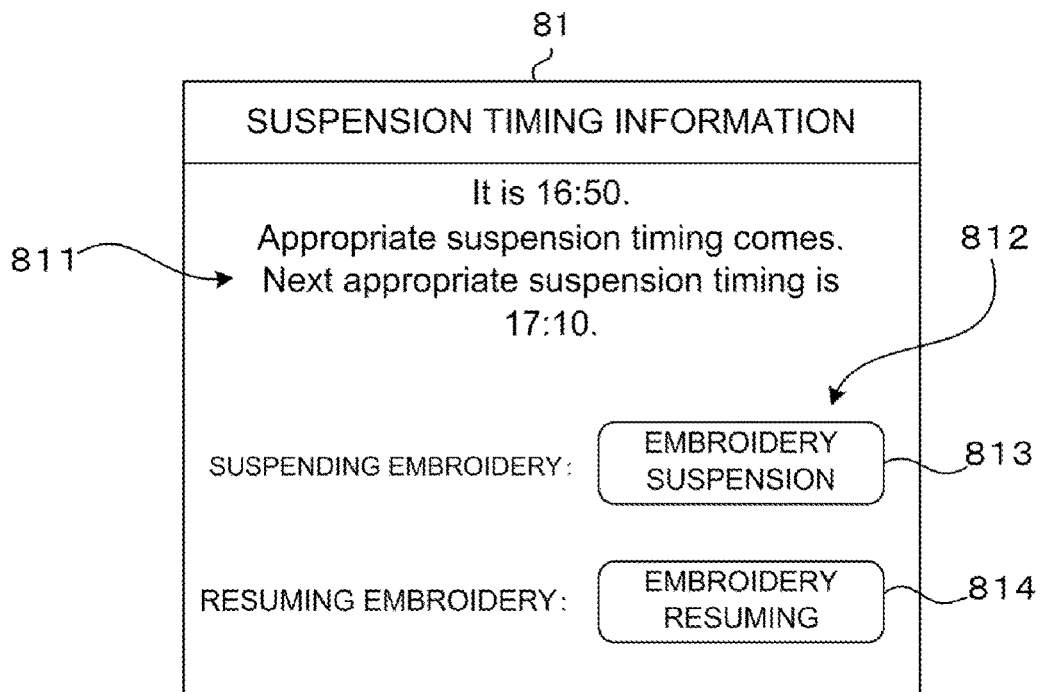 81
SUSPENSION TIMING INFORMATION
It is 16:50.
Appropriate suspension timing comes.
811
812
Next appropriate suspension timing is
17:10.
SUSPENDING EMBROIDERY:
EMBROIDERY
SUSPENSION
813
RESUMING EMBROIDERY:
EMBROIDERY
RESUMING
814